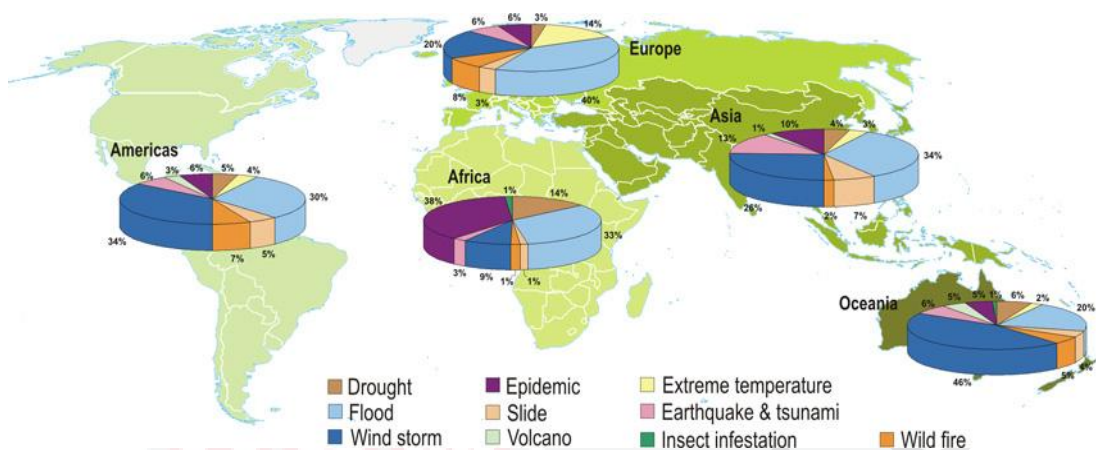 6% 6% 3%
14%
20%
Europe
8% 3% 40%
Asia
1% 10% 4% 3%
13%
34%
26% 2% 7%
Americas
6% 3% 6% 5% 4%
30%
34% 7% 5%
Africa
1% 14%
38%
33%
3% 9% 1% 1%
Oceania
6% 5% 5% 1% 6% 2%
20%
46% 5% 4%
Drought Epidemic Extreme temperature
Flood Slide Earthquake & tsunami
Wind storm Volcano Insect infestation Wild fire